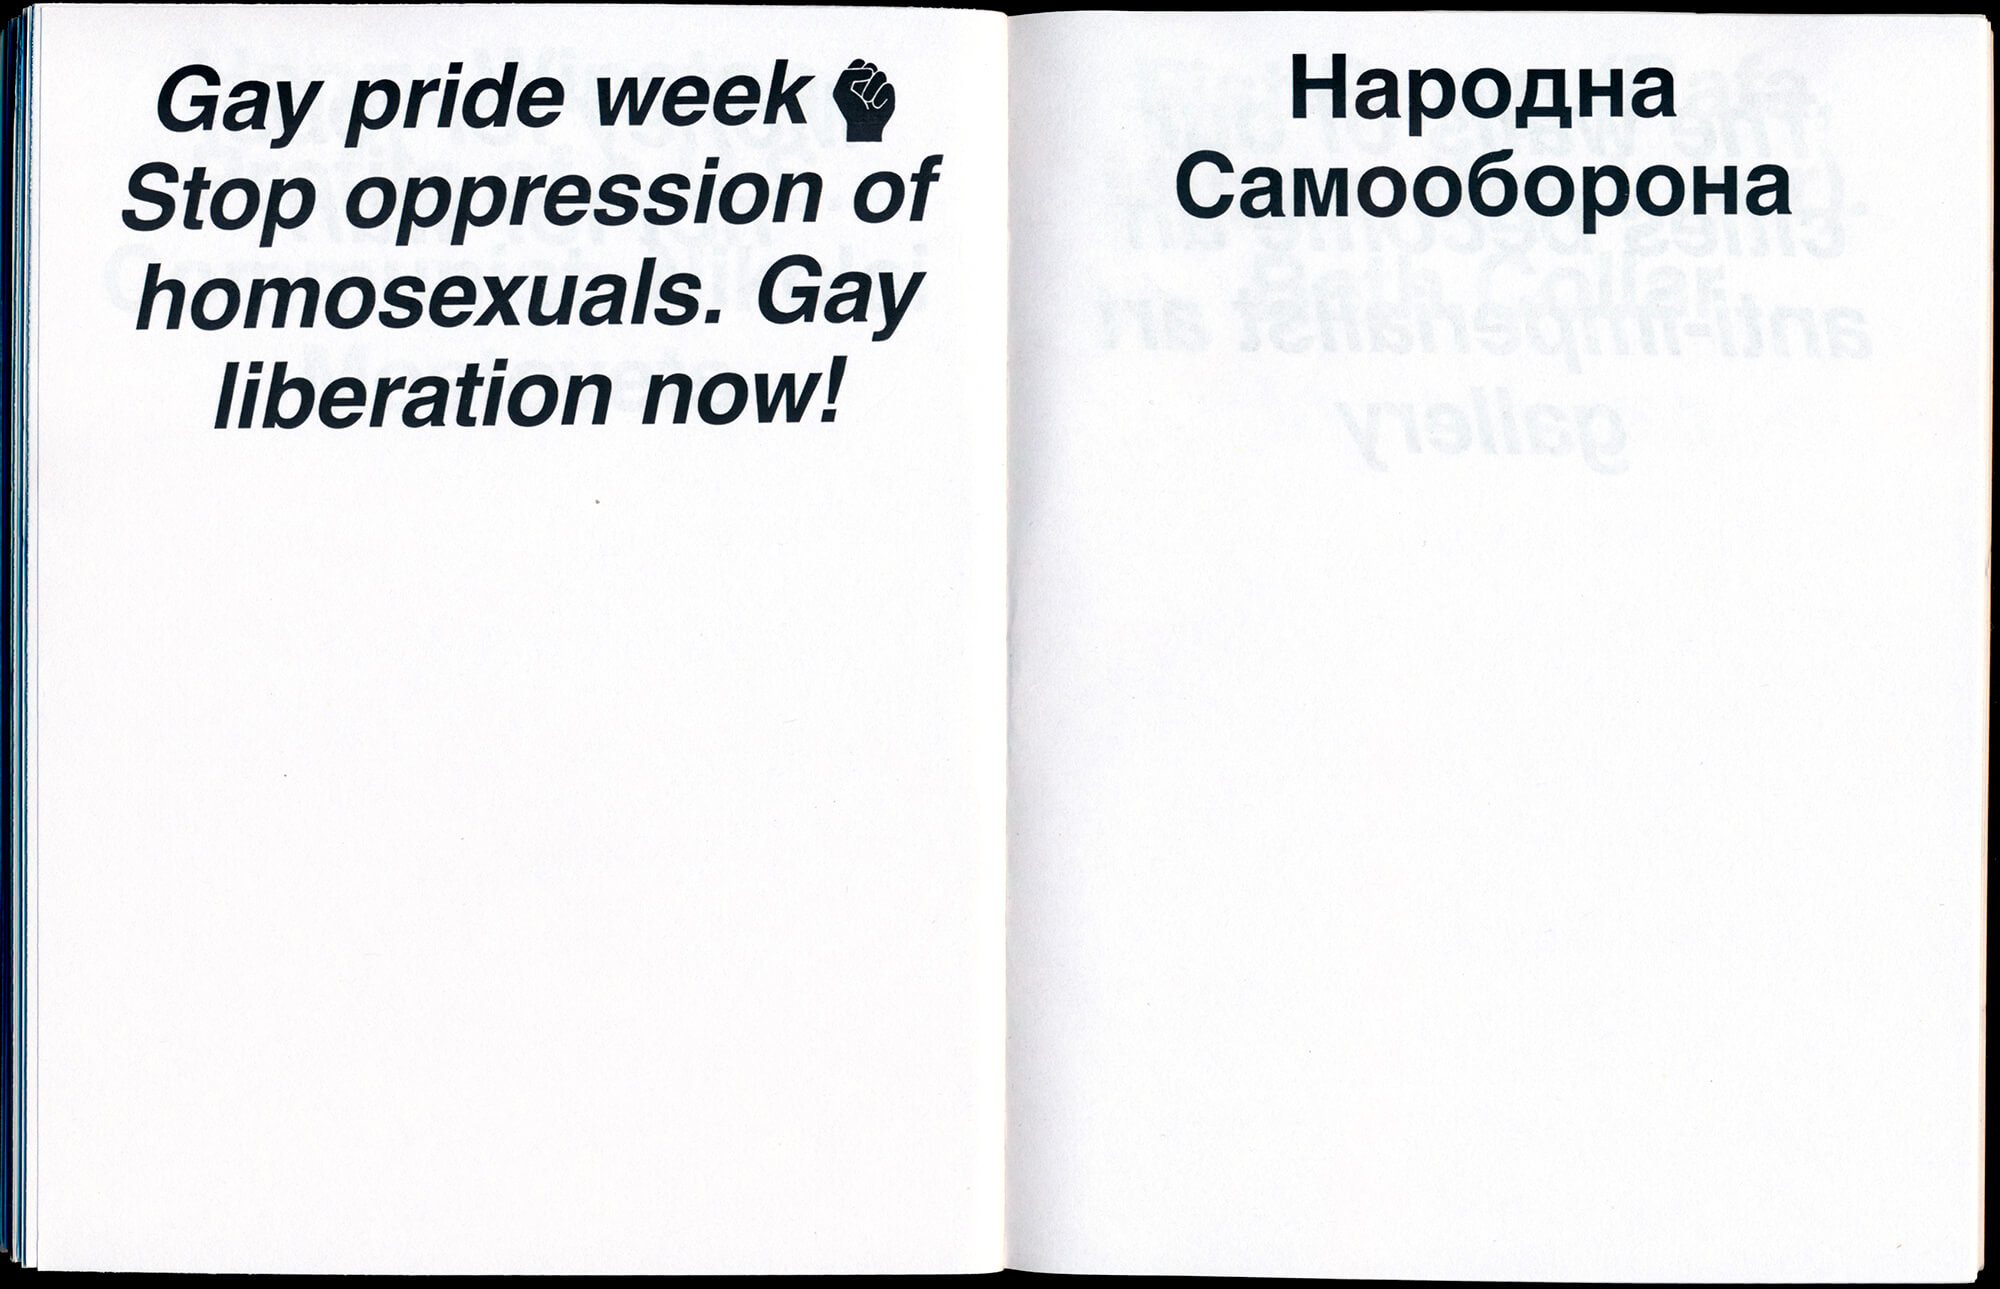 Gay pride week
Stop oppression of
homosexuals. Gay
liberation now!
Народна
Самооборона